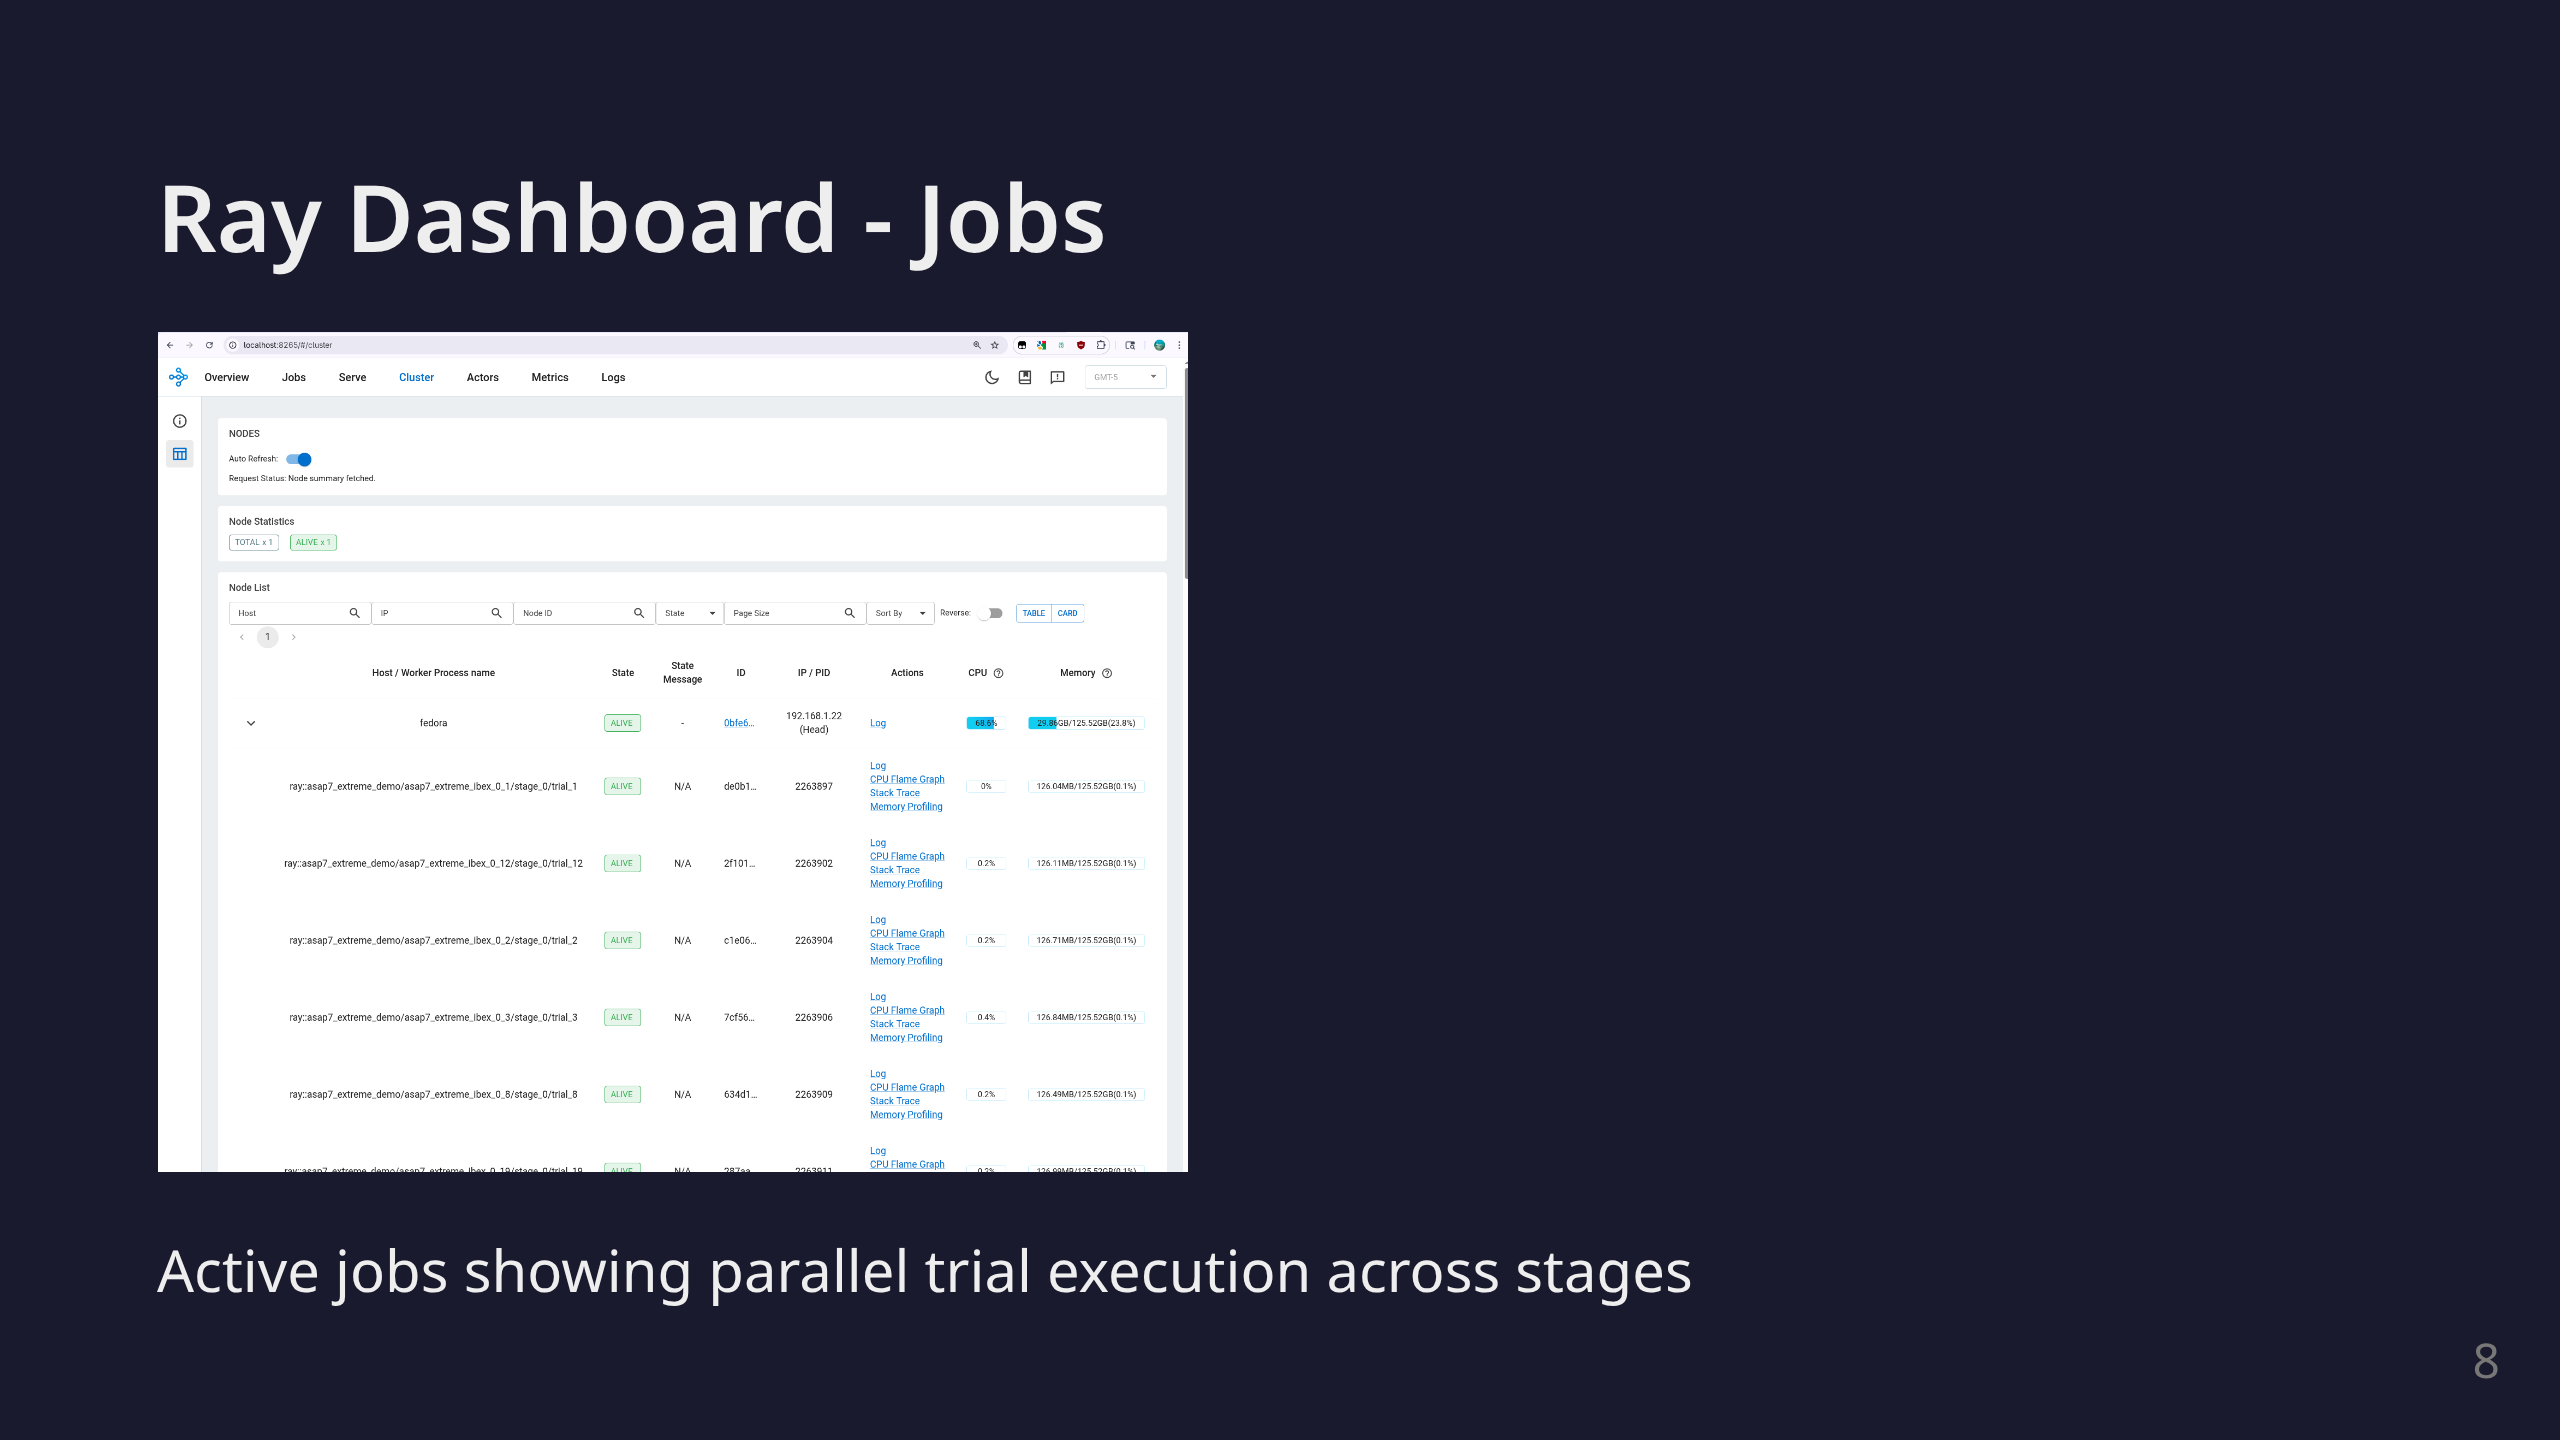 Ray Dashboard - Jobs
localhost:8265/#/cluster
Overview Jobs Serve Cluster Actors Metrics Logs GMT-5
NODES
Auto Refresh:
Request Status: Node summary fetched.
Node Statistics
TOTAL x 1 ALIVE x 1
Node List
Host IP Node ID State Page Size Sort By Reverse: TABLE CARD
1
Host / Worker Process name State State Message ID IP / PID Actions CPU Memory
fedora ALIVE - 0bfe6... 192.168.1.22 (Head) Log 68.6% 29.86GB/125.52GB(23.8%)
ray::asap7_extreme_demo/asap7_extreme_ibex_0_1/stage_0/trial_1 ALIVE N/A de0b1... 2263897 Log CPU Flame Graph Stack Trace Memory Profiling 0% 126.04MB/125.52GB(0.1%)
ray::asap7_extreme_demo/asap7_extreme_ibex_0_12/stage_0/trial_12 ALIVE N/A 2f101... 2263902 Log CPU Flame Graph Stack Trace Memory Profiling 0.2% 126.11MB/125.52GB(0.1%)
ray::asap7_extreme_demo/asap7_extreme_ibex_0_2/stage_0/trial_2 ALIVE N/A c1e06... 2263904 Log CPU Flame Graph Stack Trace Memory Profiling 0.2% 126.71MB/125.52GB(0.1%)
ray::asap7_extreme_demo/asap7_extreme_ibex_0_3/stage_0/trial_3 ALIVE N/A 7cf56... 2263906 Log CPU Flame Graph Stack Trace Memory Profiling 0.4% 126.84MB/125.52GB(0.1%)
ray::asap7_extreme_demo/asap7_extreme_ibex_0_8/stage_0/trial_8 ALIVE N/A 634d1... 2263909 Log CPU Flame Graph Stack Trace Memory Profiling 0.2% 126.49MB/125.52GB(0.1%)
ray::asap7_extreme_demo/asap7_extreme_ibex_0_19/stage_0/trial_19 ALIVE N/A 287aa... 2263911 Log CPU Flame Graph
Active jobs showing parallel trial execution across stages
8